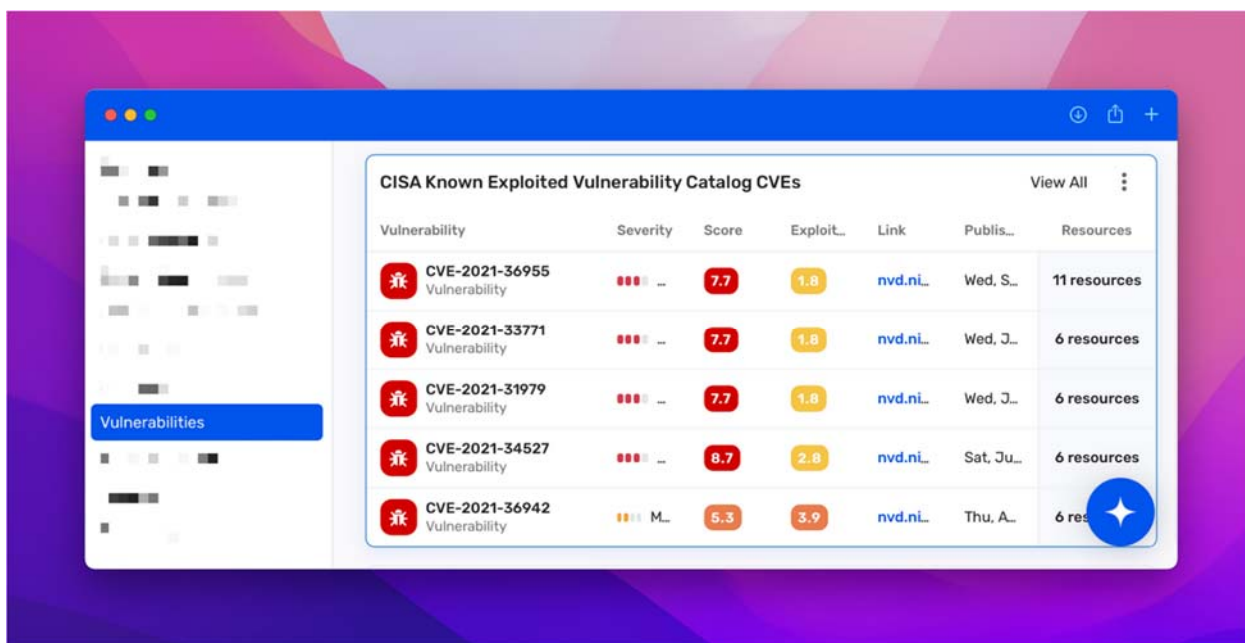 CISA Known Exploited Vulnerability Catalog CVEs View All
Vulnerability Severity Score Exploit... Link Publis... Resources
CVE-2021-36955
Vulnerability
... 7.7 1.8 nvd.ni... Wed, S... 11 resources
CVE-2021-33771
Vulnerability
... 7.7 1.8 nvd.ni... Wed, J... 6 resources
CVE-2021-31979
Vulnerability
... 7.7 1.8 nvd.ni... Wed, J... 6 resources
Vulnerabilities
CVE-2021-34527
Vulnerability
... 8.7 2.8 nvd.ni... Sat, Ju... 6 resources
CVE-2021-36942
Vulnerability
M... 5.3 3.9 nvd.ni... Thu, A... 6 res